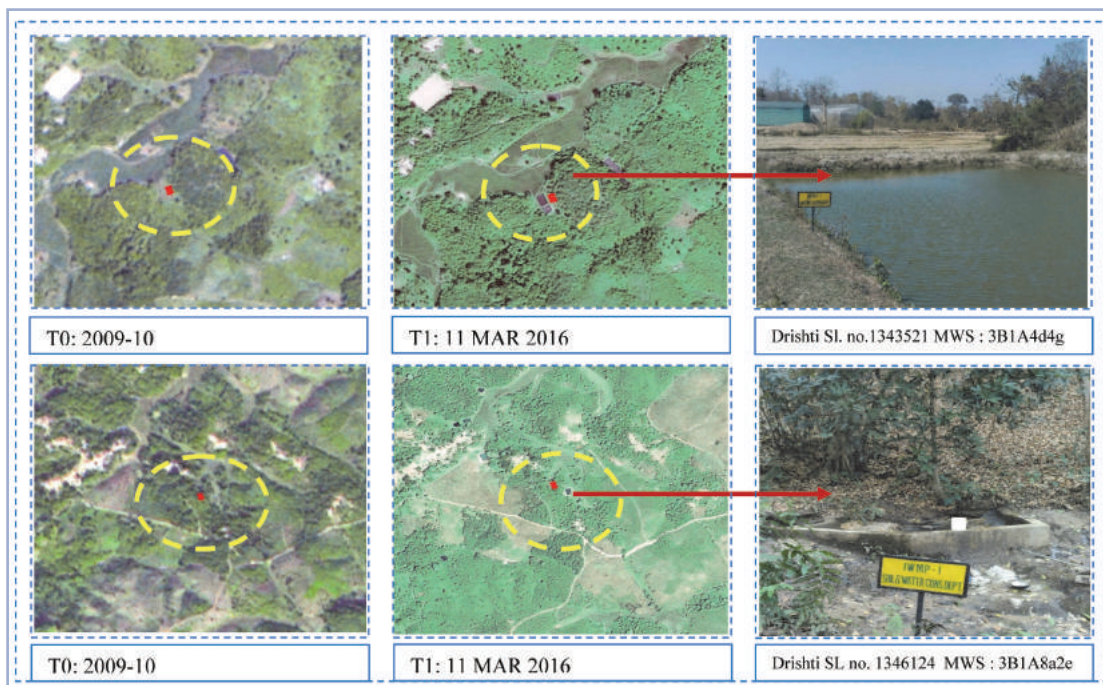 T0: 2009-10
T1: 11 MAR 2016
Drishti Sl. no.1343521 MWS : 3B1A4d4g
IWMP - 1
SOIL & WATER CONS. DEPT.
T0: 2009-10
T1: 11 MAR 2016
Drishti SL no. 1346124 MWS : 3B1A8a2e